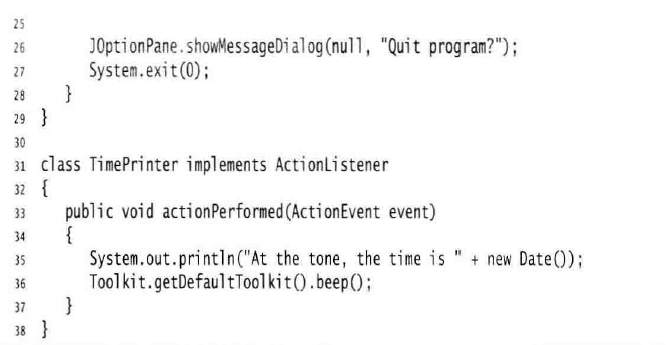 25
26 JOptionPane.showMessageDialog(null, "Quit program?");
27 System.exit(0);
28 }
29 }
30
31 class TimePrinter implements ActionListener
32 {
33 public void actionPerformed(ActionEvent event)
34 {
35 System.out.println("At the tone, the time is " + new Date());
36 Toolkit.getDefaultToolkit().beep();
37 }
38 }